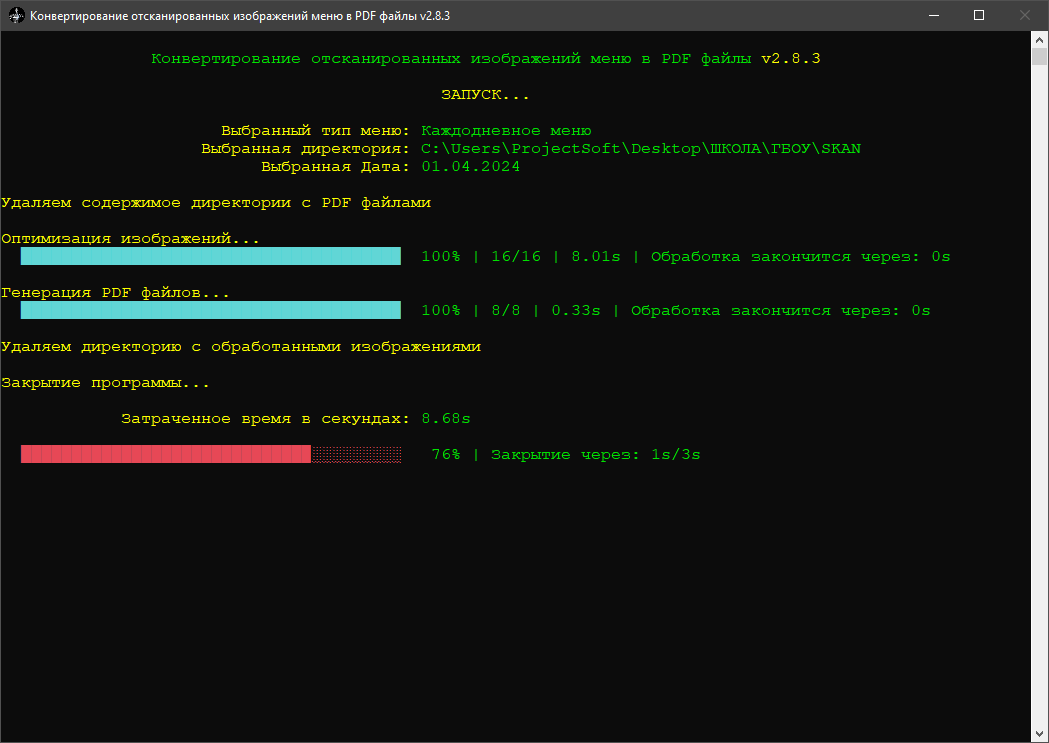 Конвертирование отсканированных изображений меню в PDF файлы v2.8.3
Конвертирование отсканированных изображений меню в PDF файлы v2.8.3
ЗАПУСК...
Выбранный тип меню: Каждодневное меню
Выбранная директория: C:\Users\ProjectSoft\Desktop\ШКОЛА\ГБОУ\SKAN
Выбранная Дата: 01.04.2024
Удаляем содержимое директории с PDF файлами
Оптимизация изображений...
100% | 16/16 | 8.01s | Обработка закончится через: 0s
Генерация PDF файлов...
100% | 8/8 | 0.33s | Обработка закончится через: 0s
Удаляем директорию с обработанными изображениями
Закрытие программы...
Затраченное время в секундах: 8.68s
76% | Закрытие через: 1s/3s